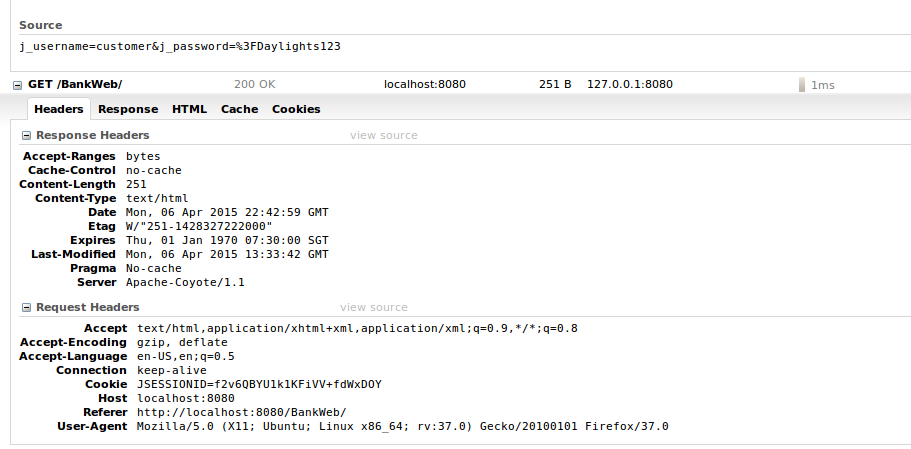 Source
j_username=customer&j_password=%3FDaylights123
GET /BankWeb/ 200 OK localhost:8080 251 B 127.0.0.1:8080 1ms
Headers Response HTML Cache Cookies
Response Headers view source
Accept-Ranges bytes
Cache-Control no-cache
Content-Length 251
Content-Type text/html
Date Mon, 06 Apr 2015 22:42:59 GMT
Etag W/"251-1428327222000"
Expires Thu, 01 Jan 1970 07:30:00 SGT
Last-Modified Mon, 06 Apr 2015 13:33:42 GMT
Pragma No-cache
Server Apache-Coyote/1.1
Request Headers view source
Accept text/html,application/xhtml+xml,application/xml;q=0.9,*/*;q=0.8
Accept-Encoding gzip, deflate
Accept-Language en-US,en;q=0.5
Connection keep-alive
Cookie JSESSIONID=f2v6QBYU1k1KFiVV+fdWxDOY
Host localhost:8080
Referer http://localhost:8080/BankWeb/
User-Agent Mozilla/5.0 (X11; Ubuntu; Linux x86_64; rv:37.0) Gecko/20100101 Firefox/37.0